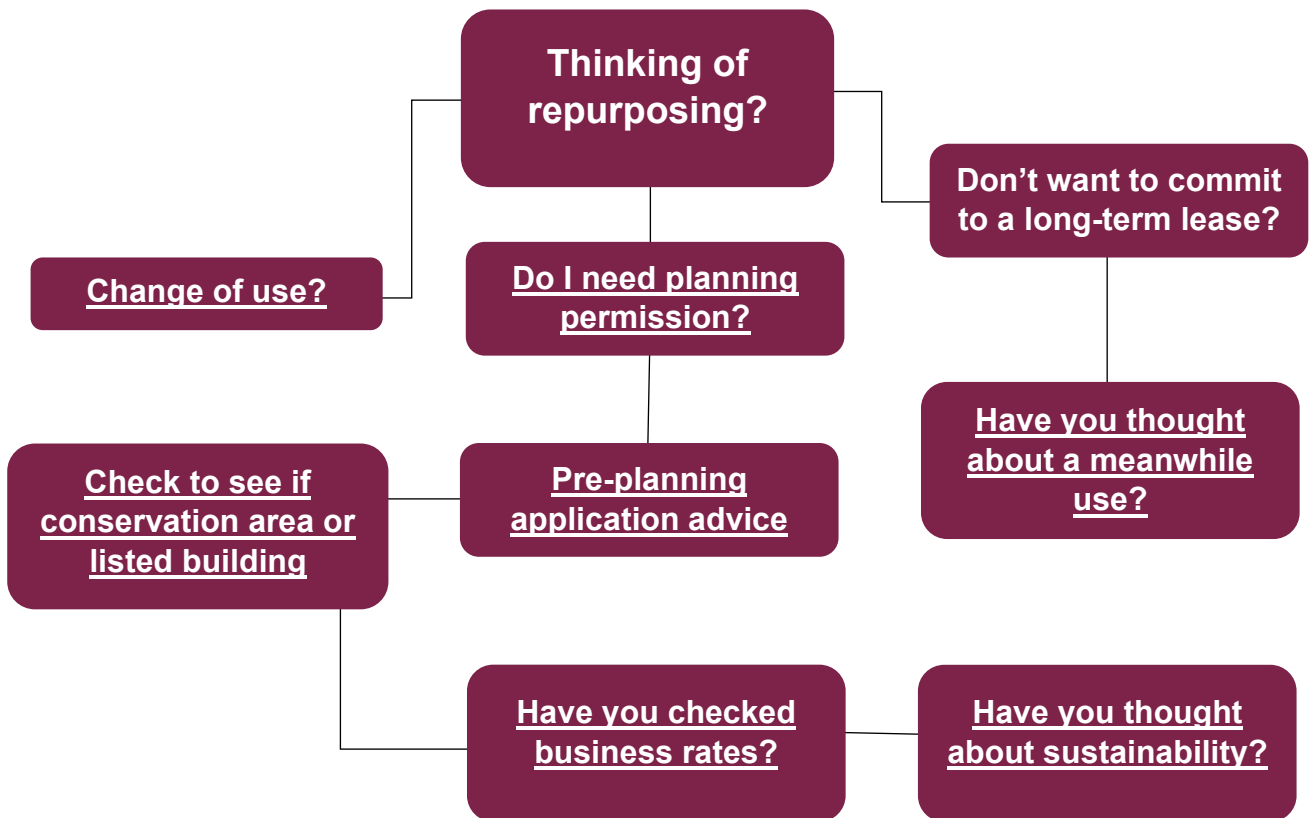 Thinking of
repurposing?
Don’t want to commit
to a long-term lease?
Change of use?
Do I need planning
permission?
Have you thought
about a meanwhile
use?
Check to see if
conservation area or
listed building
Pre-planning
application advice
Have you checked
business rates?
Have you thought
about sustainability?